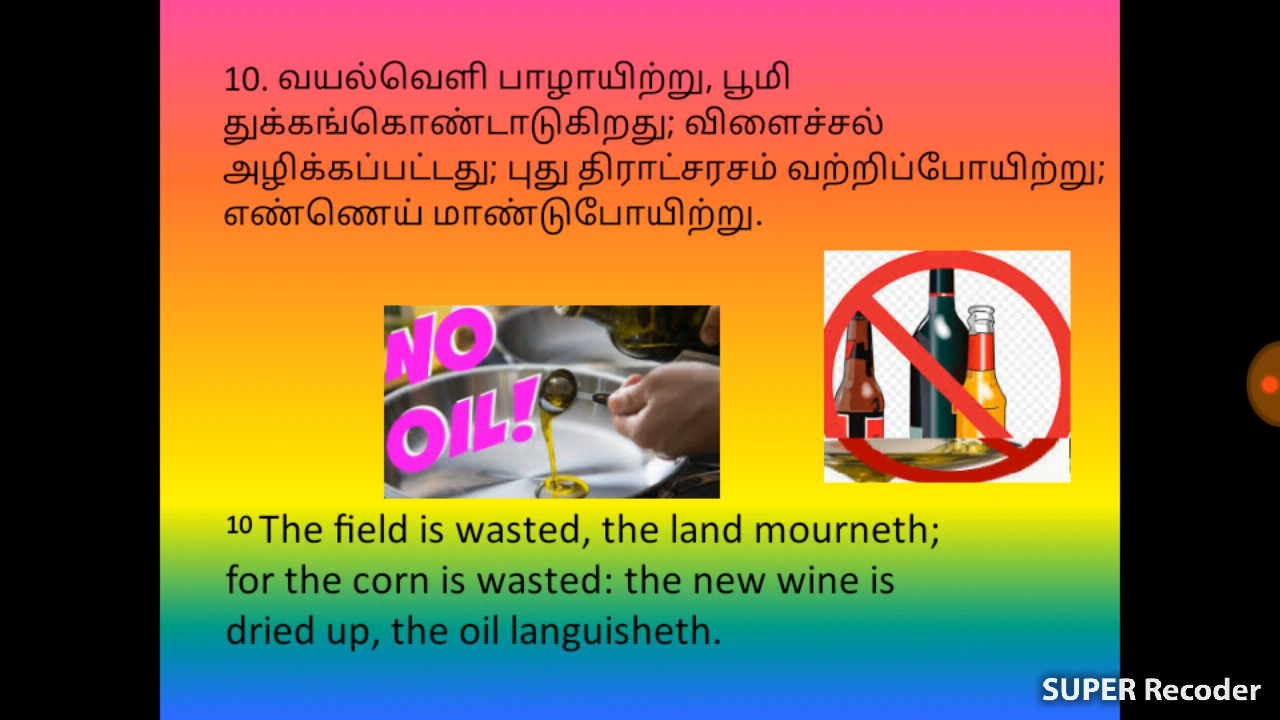 10. வயல்வெளி பாழாயிற்று, பூமி
துக்கங்கொண்டாடுகிறது; விளைச்சல்
அழிக்கப்பட்டது; புது திராட்சரசம் வற்றிப்போயிற்று;
எண்ணெய் மாண்டுபோயிற்று.
NO
OIL!
10 The field is wasted, the land mourneth;
for the corn is wasted: the new wine is
dried up, the oil languisheth.
SUPER Recoder